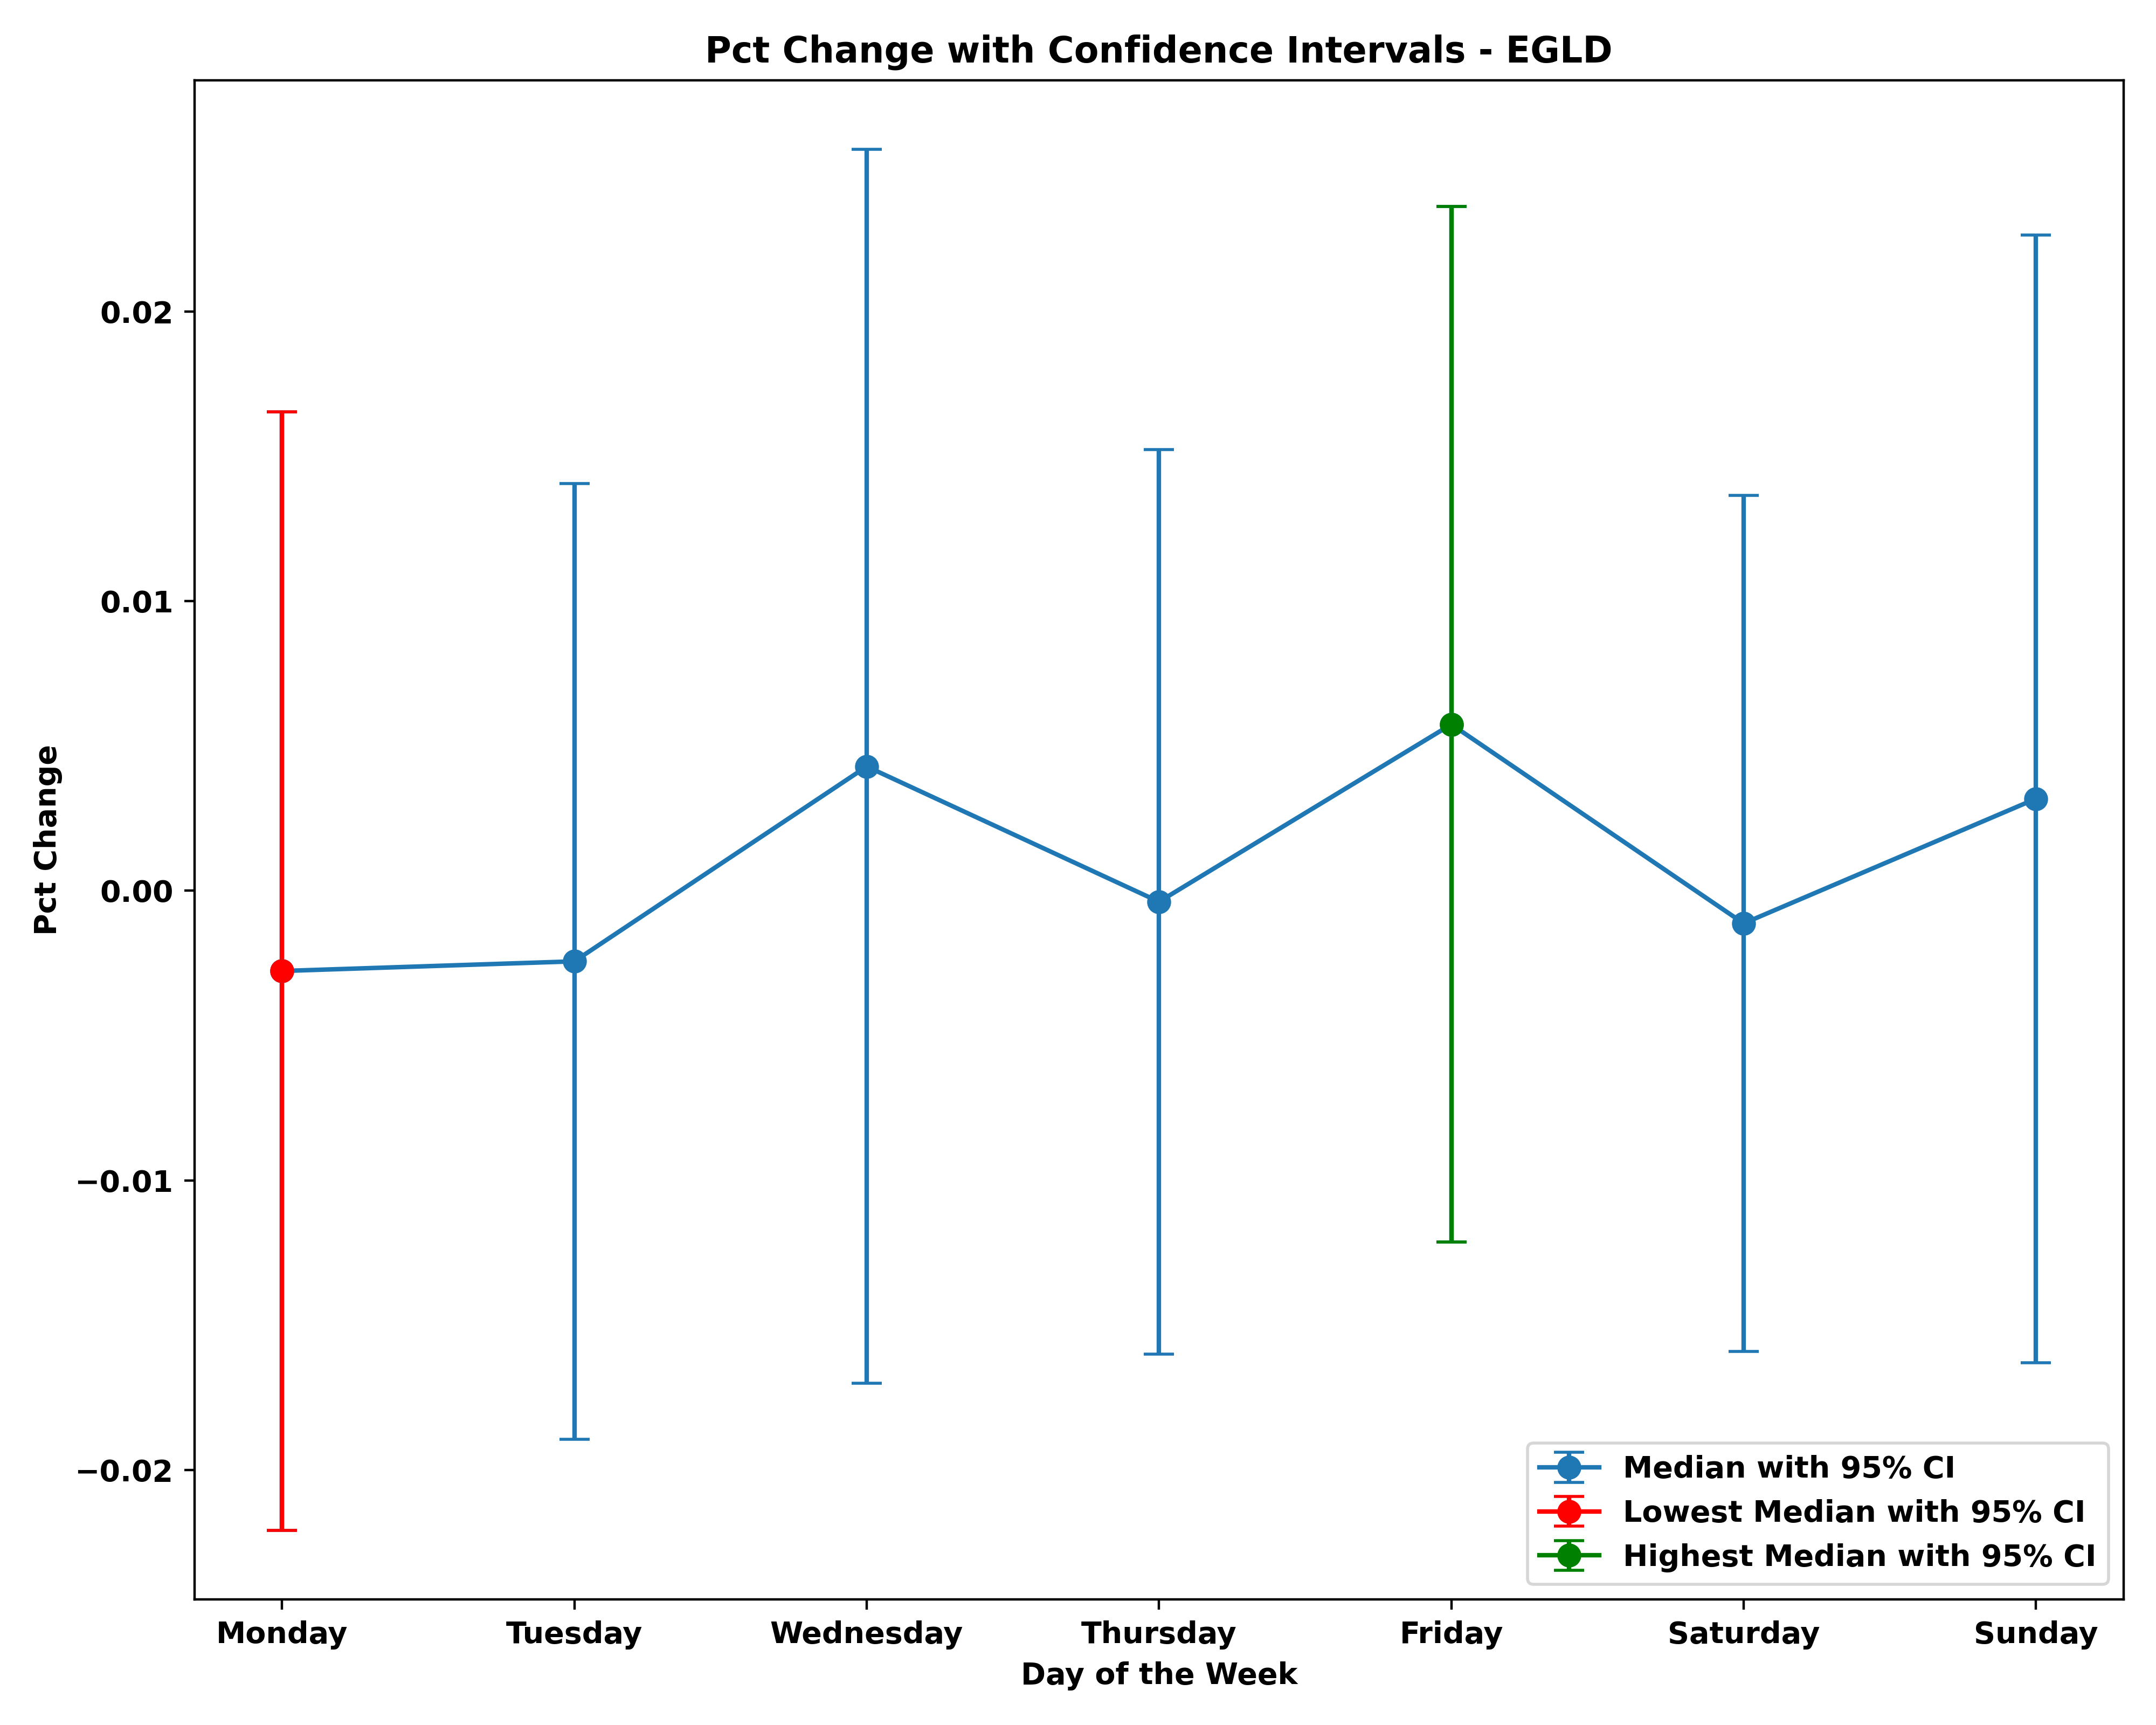 Pct Change with Confidence Intervals - EGLD
Pct Change
0.02
0.01
0.00
−0.01
−0.02
Median with 95% CI
Lowest Median with 95% CI
Highest Median with 95% CI
Monday Tuesday Wednesday Thursday Friday Saturday Sunday
Day of the Week